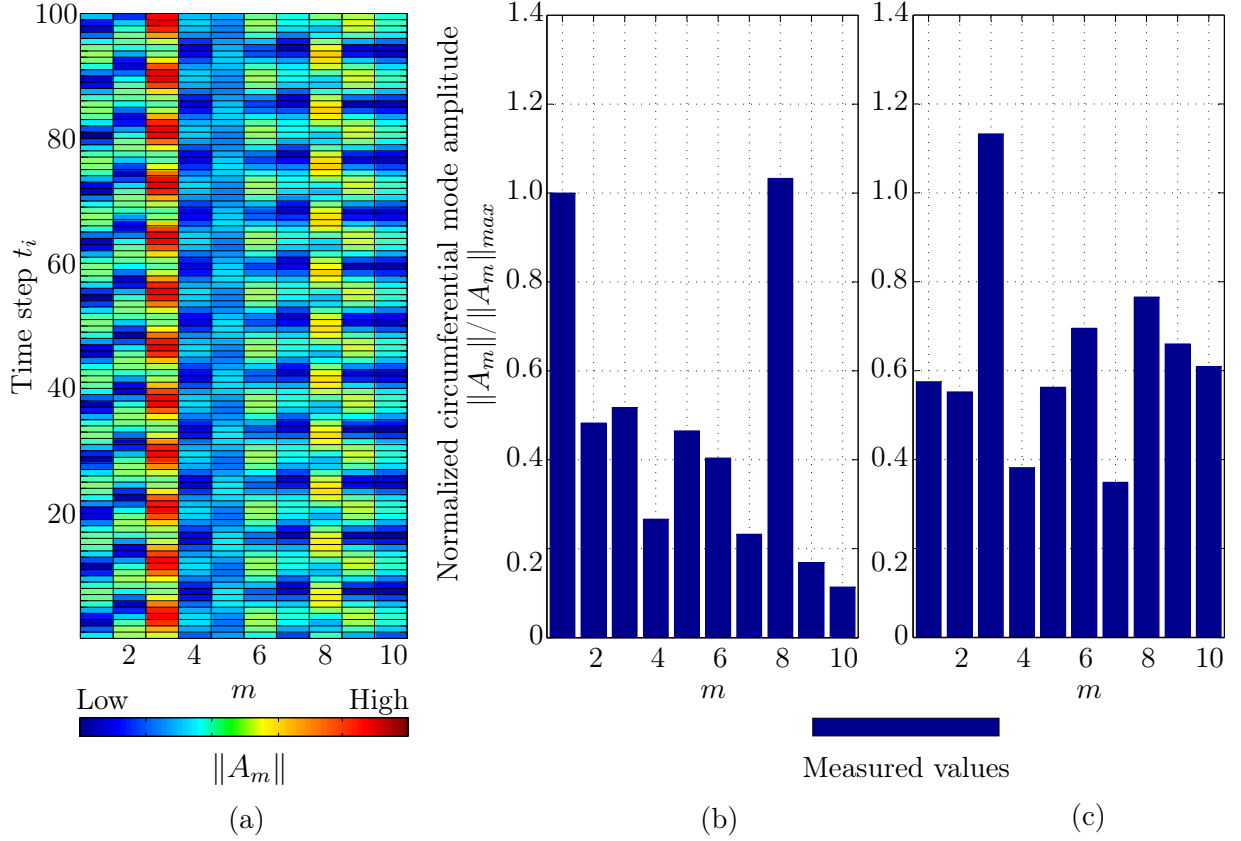 100
80
60
40
20
Time step t_i
2 4 6 8 10
m
Low High
‖A_m‖
(a)
Normalized circumferential mode amplitude
‖A_m‖/‖A_m‖_max
1.4
1.2
1.0
0.8
0.6
0.4
0.2
0
2 4 6 8 10
m
(b)
1.4
1.2
1.0
0.8
0.6
0.4
0.2
0
2 4 6 8 10
m
Measured values
(c)